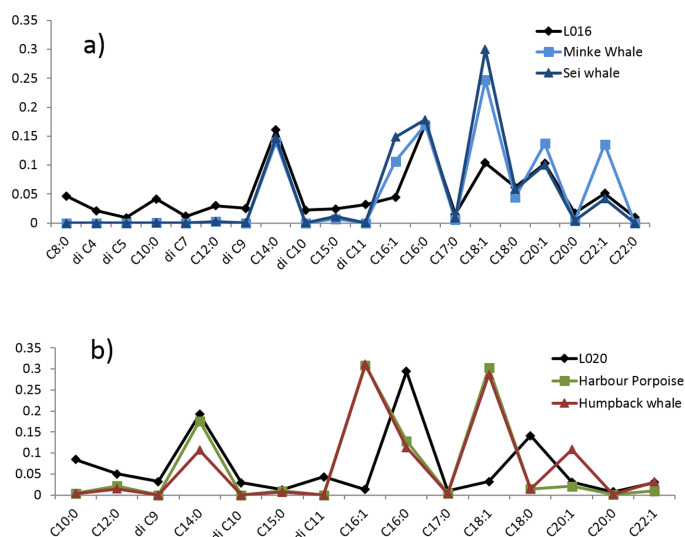 a)
0.35
0.3
0.25
0.2
0.15
0.1
0.05
0
L016
Minke Whale
Sei whale
C8:0 di C4 di C5 C10:0 di C7 C12:0 di C9 C14:0 di C10 C15:0 di C11 C16:1 C16:0 C17:0 C18:1 C18:0 C20:1 C20:0 C22:1 C22:0
b)
0.35
0.3
0.25
0.2
0.15
0.1
0.05
0
L020
Harbour Porpoise
Humpback whale
C10:0 C12:0 di C9 C14:0 di C10 C15:0 di C11 C16:1 C16:0 C17:0 C18:1 C18:0 C20:1 C20:0 C22:1